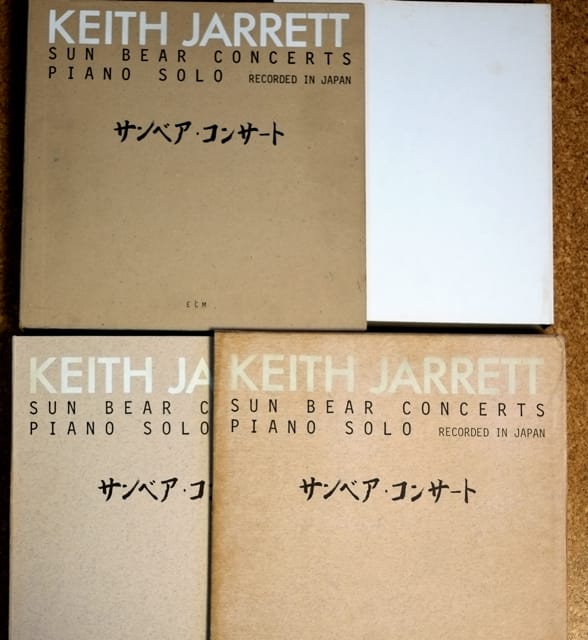 KEITH JARRETT
SUN BEAR CONCERTS
PIANO SOLO RECORDED IN JAPAN
サンベア・コンサート
ECM
KEITH JA
SUN BEAR C
PIANO SOLO
サンベア・コ
KEITH JARRETT
SUN BEAR CONCERTS
PIANO SOLO RECORDED IN JAPAN
サンベア・コンサート